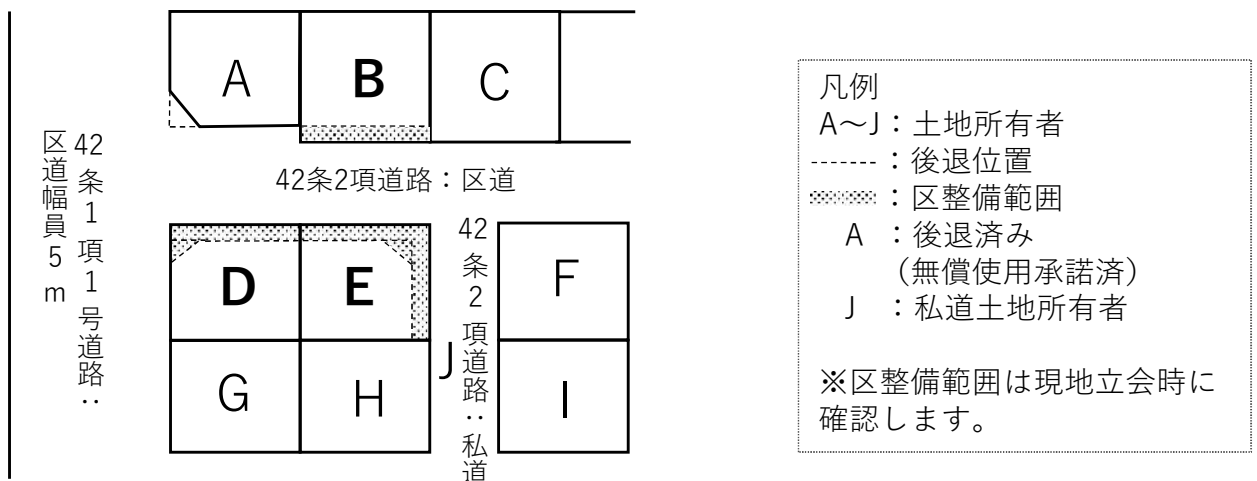 A
B
C
42条1項1号道路：
区道幅員5m
42条2項道路：区道
D
E
F
42条2項道路：私道
G
H
J
I
凡例
A～J：土地所有者
------：後退位置
：区整備範囲
A ：後退済み
（無償使用承諾済）
J ：私道土地所有者
※区整備範囲は現地立会時に
確認します。